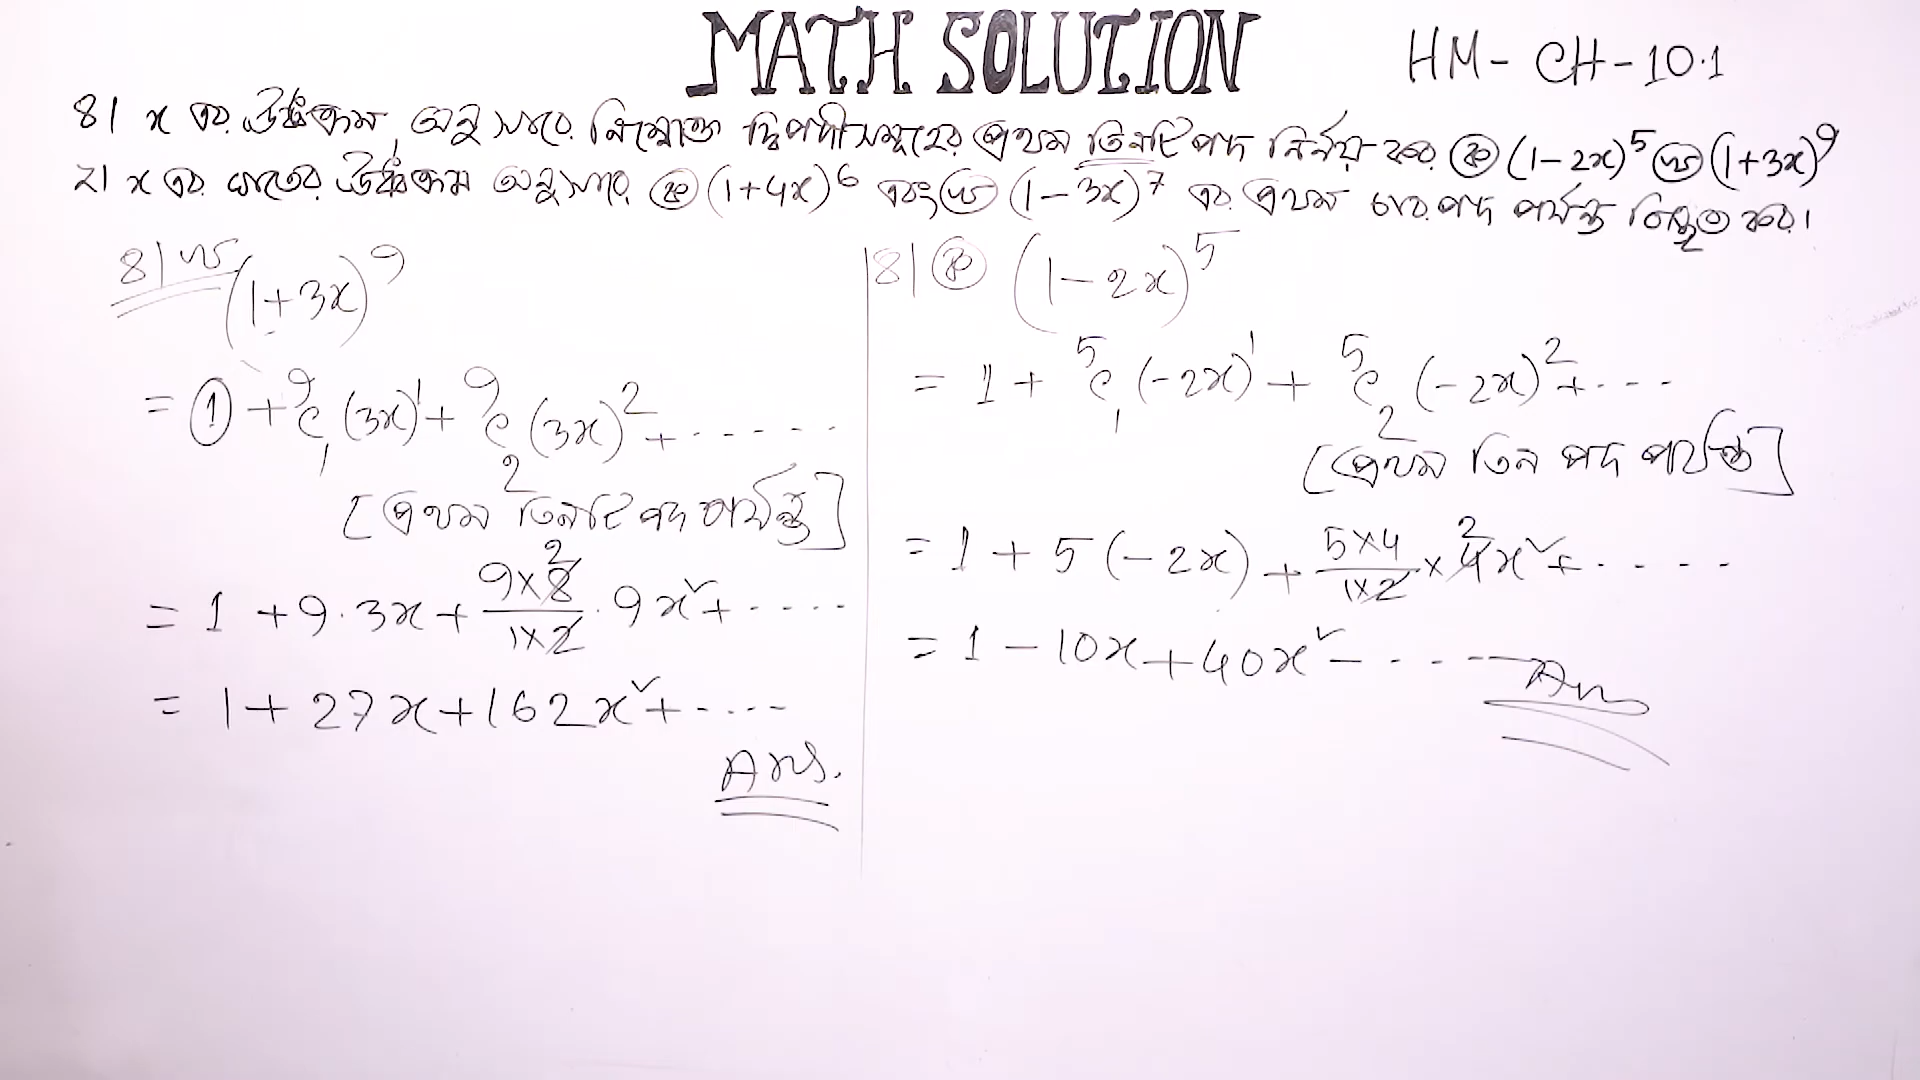 MATH SOLUTION
HM- CH-10.1
৪। x এর ঊর্ধ্বক্রম অনুসারে নিম্নোক্ত দ্বিপদীসমূহের প্রথম তিনটি পদ নির্নয় কর ⓚ (1-2x)⁵ ⓗ (1+3x)⁹
২। x এর ঘাতের ঊর্ধ্বক্রম অনুসারে ⓚ (1+4x)⁶ এবং ⓗ (1-3x)⁷ এর প্রথম চার পদ পর্যন্ত বিস্তৃত কর।
৪। খ (1+3x)⁹
= 1 + ⁹C₁ (3x)¹ + ⁹C₂ (3x)² + .....
[প্রথম তিনটি পদ পর্যন্ত]
= 1 + 9.3x + (9×8)/(1×2) . 9x² + ....
= 1 + 27x + 162x² + ....
Ans.
৪। ক (1-2x)⁵
= 1 + ⁵C₁ (-2x)¹ + ⁵C₂ (-2x)² + ....
[প্রথম তিন পদ পর্যন্ত]
= 1 + 5 (-2x) + (5×4)/(1×2) × 4x² + ....
= 1 - 10x + 40x² - ....
Ans